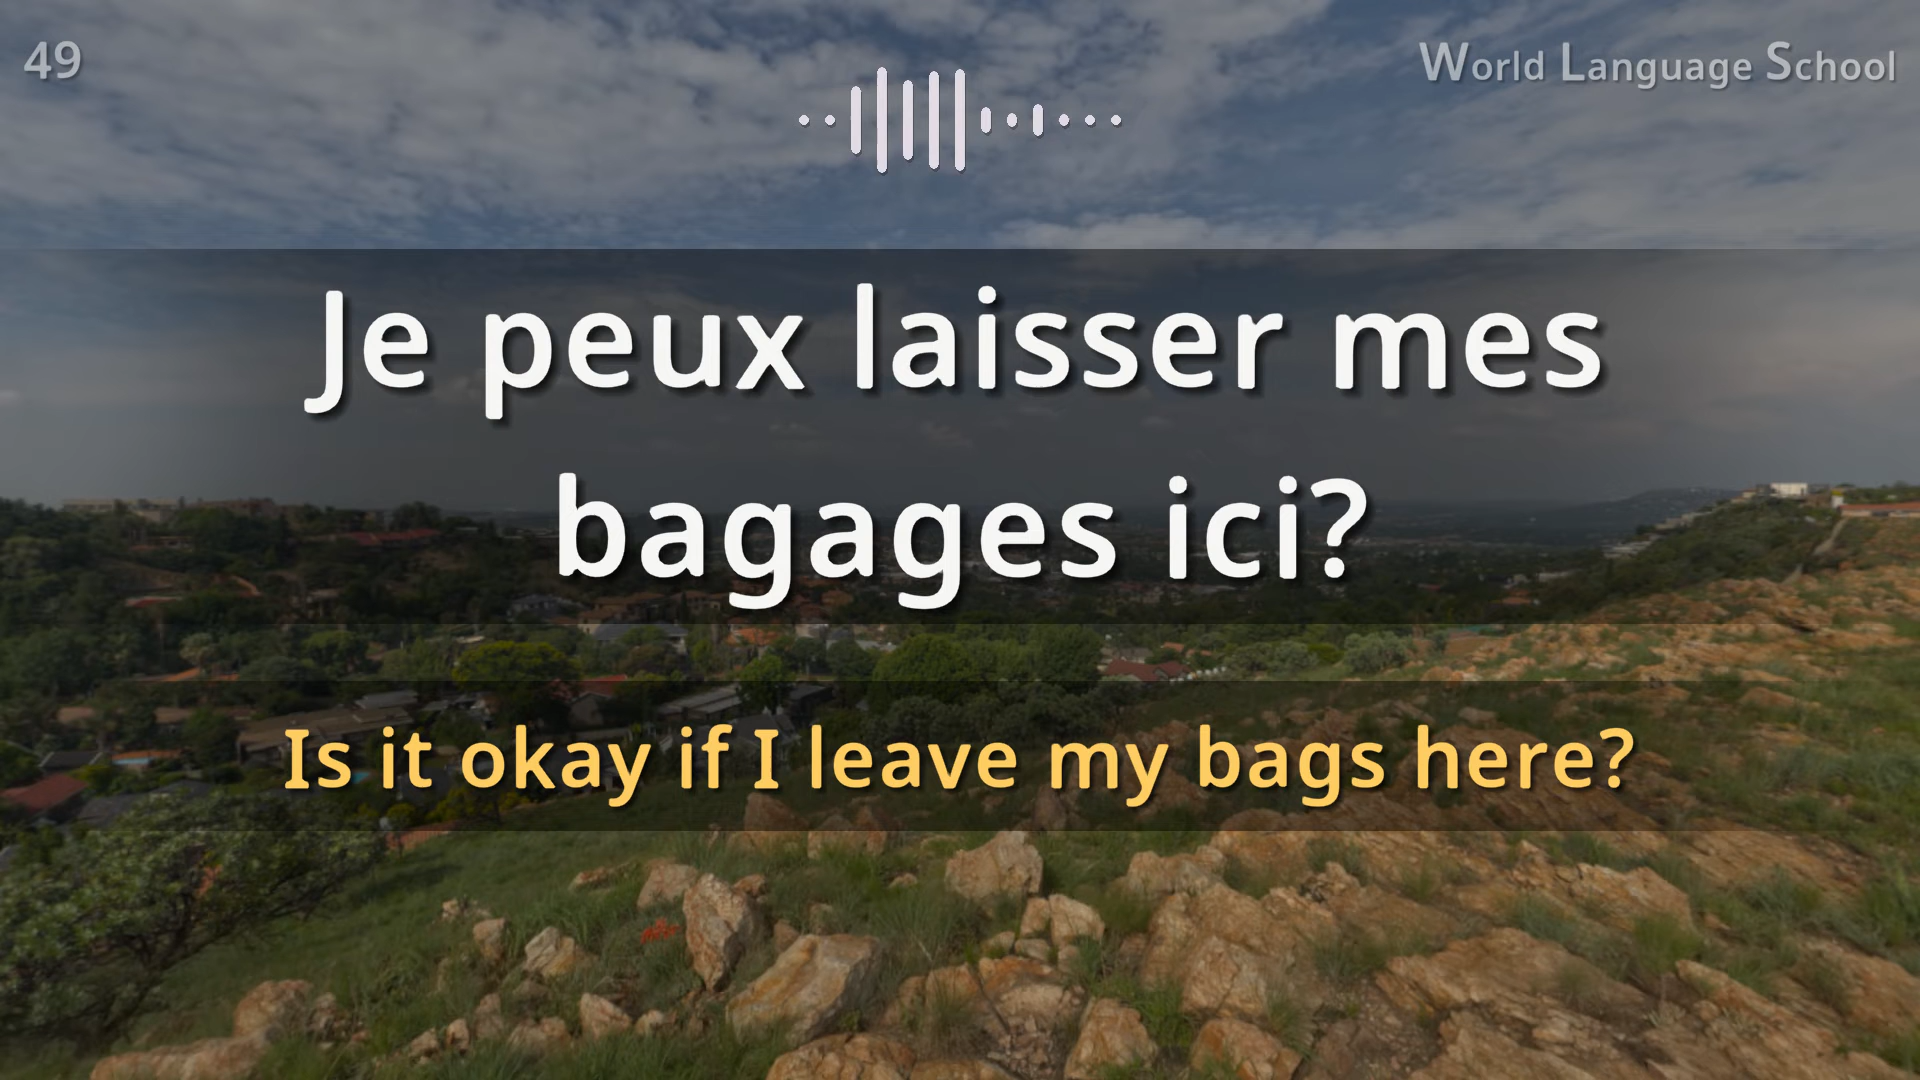 49
World Language School
Je peux laisser mes
bagages ici?
Is it okay if I leave my bags here?